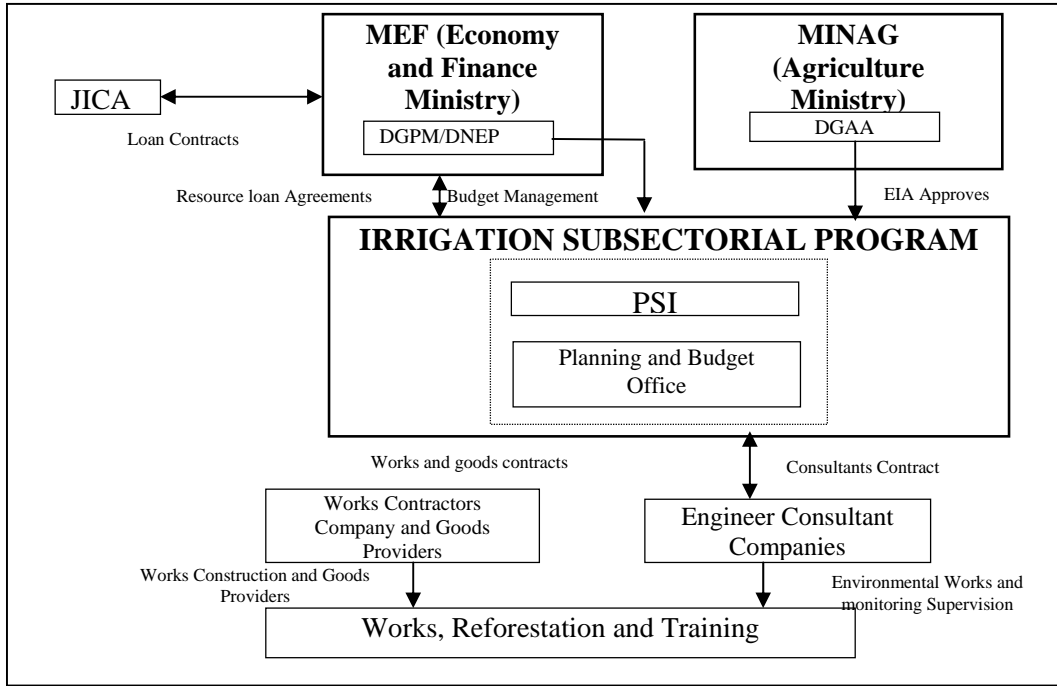 MEF (Economy
and Finance
Ministry)
MINAG
(Agriculture
Ministry)
JICA
DGPM/DNEP
DGAA
Loan Contracts
Resource loan Agreements
Budget Management
EIA Approves
IRRIGATION SUBSECTORIAL PROGRAM
PSI
Planning and Budget
Office
Works and goods contracts
Consultants Contract
Works Contractors
Company and Goods
Providers
Engineer Consultant
Companies
Works Construction and Goods
Providers
Environmental Works and
monitoring Supervision
Works, Reforestation and Training